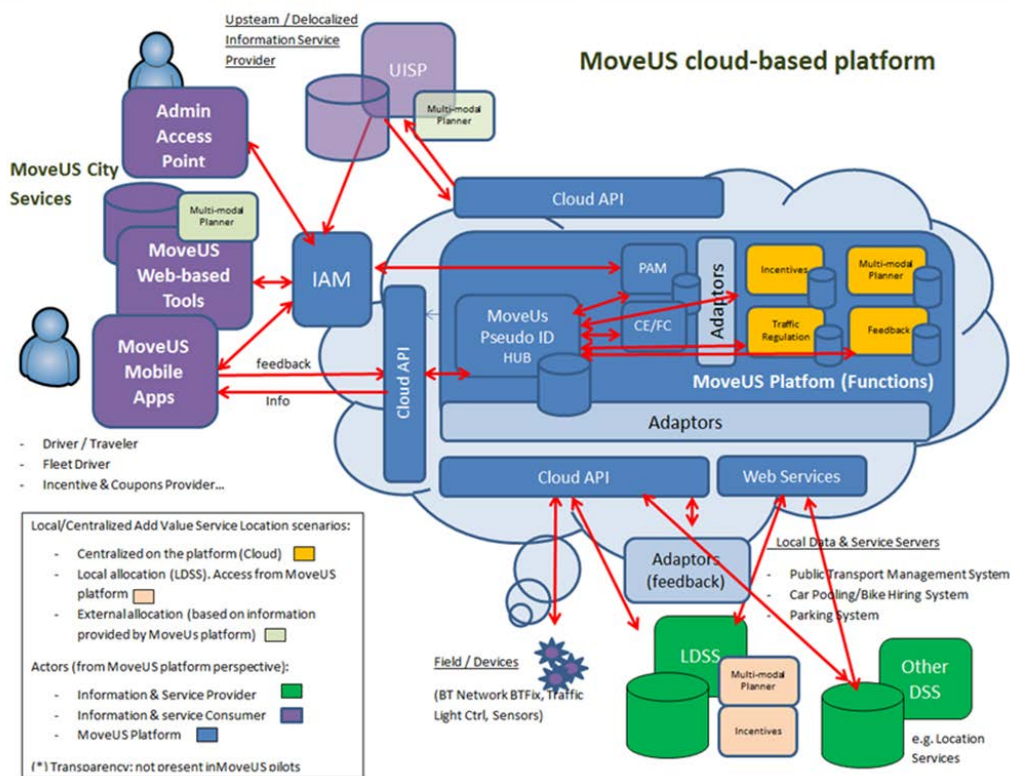 Upstream / Delocalized
Information Service
Provider
MoveUS cloud-based platform
UISP
Multi-modal
Planner
Admin
Access
Point
MoveUS City
Sevices
Multi-modal
Planner
MoveUS
Web-based
Tools
IAM
MoveUS
Mobile
Apps
feedback
Info
Cloud API
Cloud API
PAM
CE/FC
MoveUs
Pseudo ID
HUB
Adaptors
Incentives
Multi-modal
Planner
Traffic
Regulation
Feedback
MoveUS Platfom (Functions)
Adaptors
Cloud API
Web Services
Adaptors
(feedback)
- Driver / Traveler
- Fleet Driver
- Incentive & Coupons Provider...
Local/Centralized Add Value Service Location scenarios:
- Centralized on the platform (Cloud)
- Local allocation (LDSS). Access from MoveUS
platform
- External allocation (based on information
provided by MoveUs platform)
Actors (from MoveUS platform perspective):
- Information & Service Provider
- Information & service Consumer
- MoveUS Platform
(*) Transparency: not present in MoveUS pilots
Local Data & Service Servers
- Public Transport Management System
- Car Pooling/Bike Hiring System
- Parking System
Field / Devices
(BT Network BTFix, Traffic
Light Ctrl, Sensors)
LDSS
Multi-modal
Planner
Incentives
Other
DSS
e.g. Location
Services